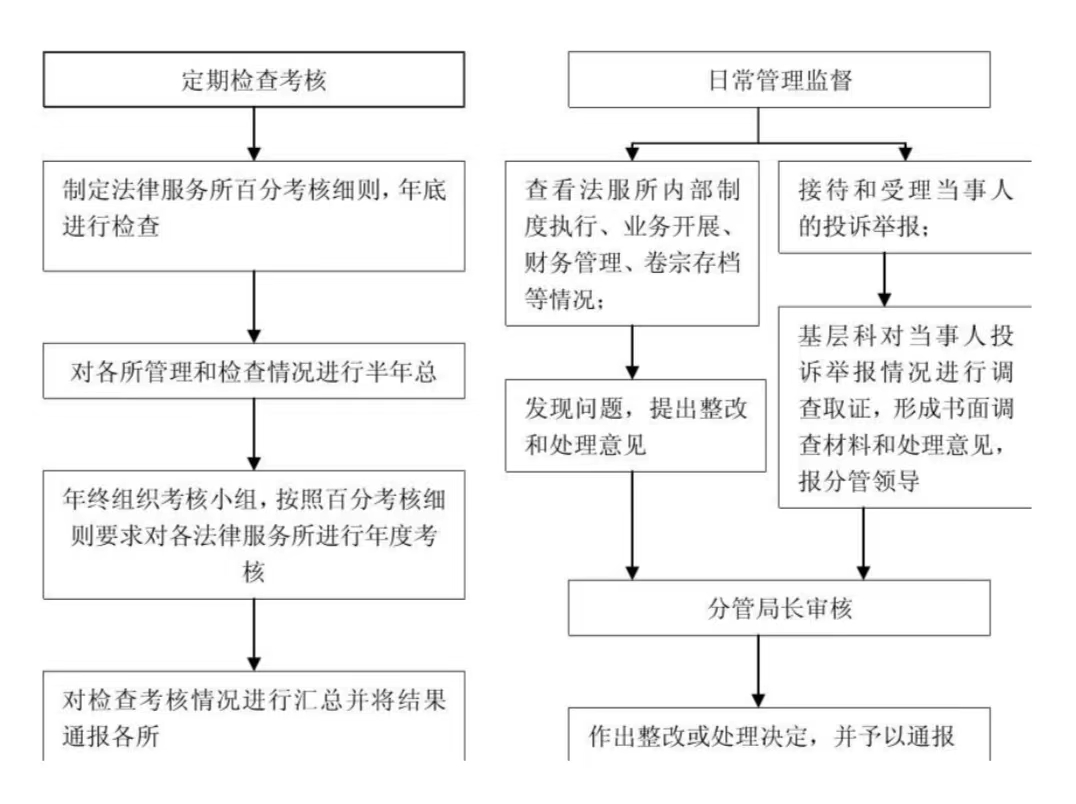 定期检查考核
制定法律服务所百分考核细则，年底
进行检查
对各所管理和检查情况进行半年总
年终组织考核小组，按照百分考核细
则要求对各法律服务所进行年度考
核
对检查考核情况进行汇总并将结果
通报各所
日常管理监督
查看法服所内部制
度执行、业务开展、
财务管理、卷宗存档
等情况；
发现问题，提出整改
和处理意见
接待和受理当事人
的投诉举报；
基层科对当事人投
诉举报情况进行调
查取证，形成书面调
查材料和处理意见，
报分管领导
分管局长审核
作出整改或处理决定，并予以通报